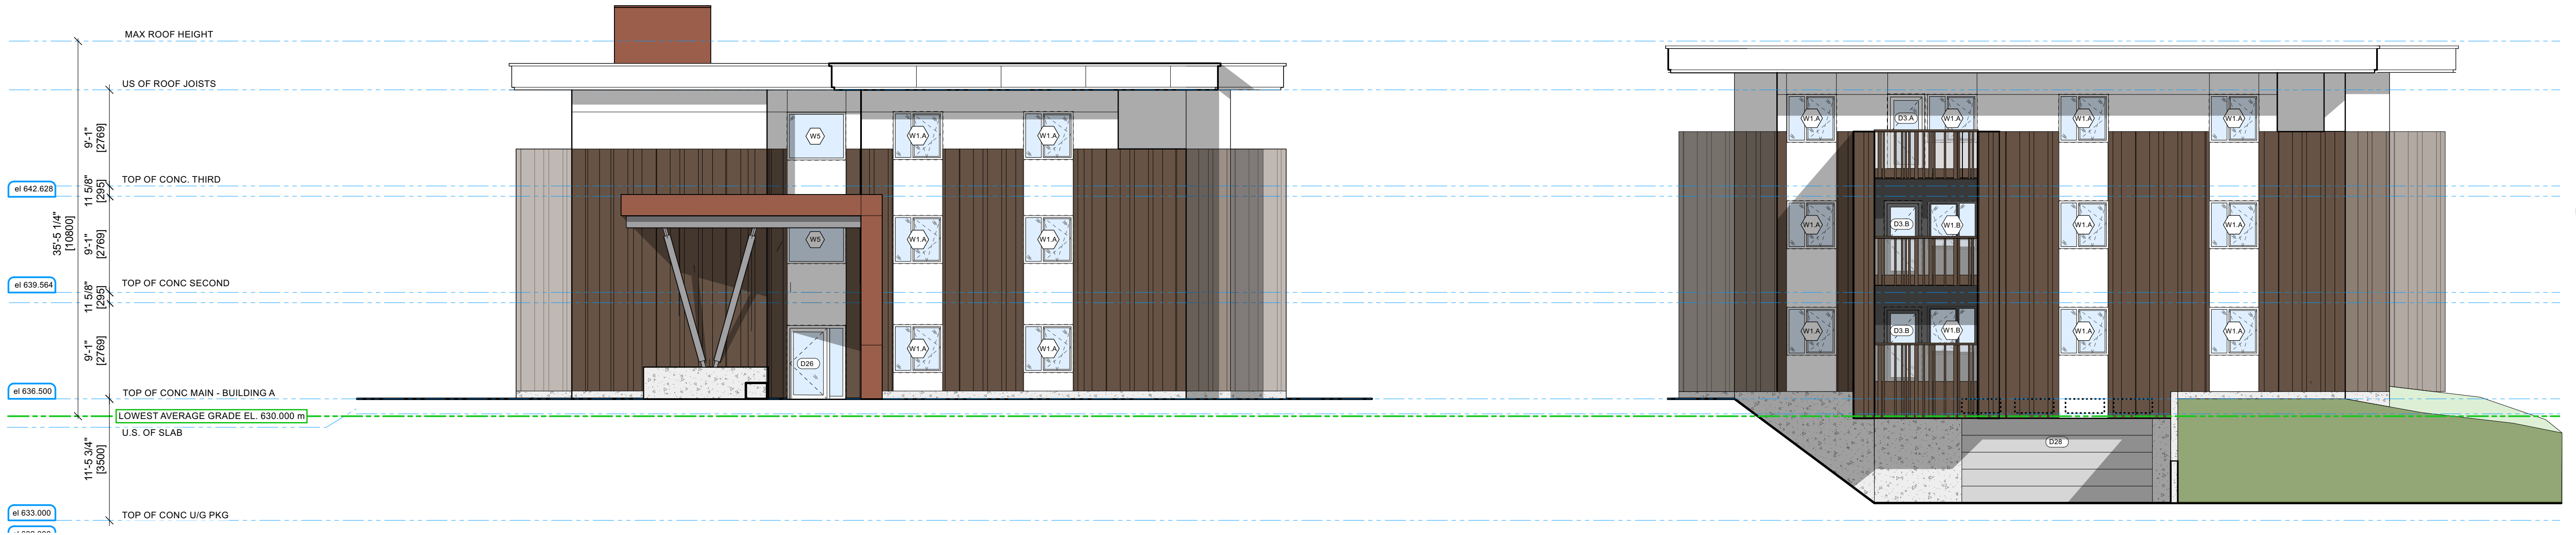 MAX ROOF HEIGHT
US OF ROOF JOISTS
9'-1"
[2769]
TOP OF CONC. THIRD
el 642.628
11 5/8"
[295]
35'-5 1/4"
[10800]
9'-1"
[2769]
TOP OF CONC SECOND
el 639.564
11 5/8"
[295]
9'-1"
[2769]
TOP OF CONC MAIN - BUILDING A
el 636.500
LOWEST AVERAGE GRADE EL. 630.000 m
U.S. OF SLAB
11'-5 3/4"
[3500]
TOP OF CONC U/G PKG
el 633.000
W5
W1.A
W1.A
W5
W1.A
W1.A
D26
W1.A
W1.A
W1.A
D3.A
W1.A
W1.A
W1.A
W1.A
D3.B
W1.B
W1.A
W1.A
W1.A
D3.B
W1.B
W1.A
W1.A
D28